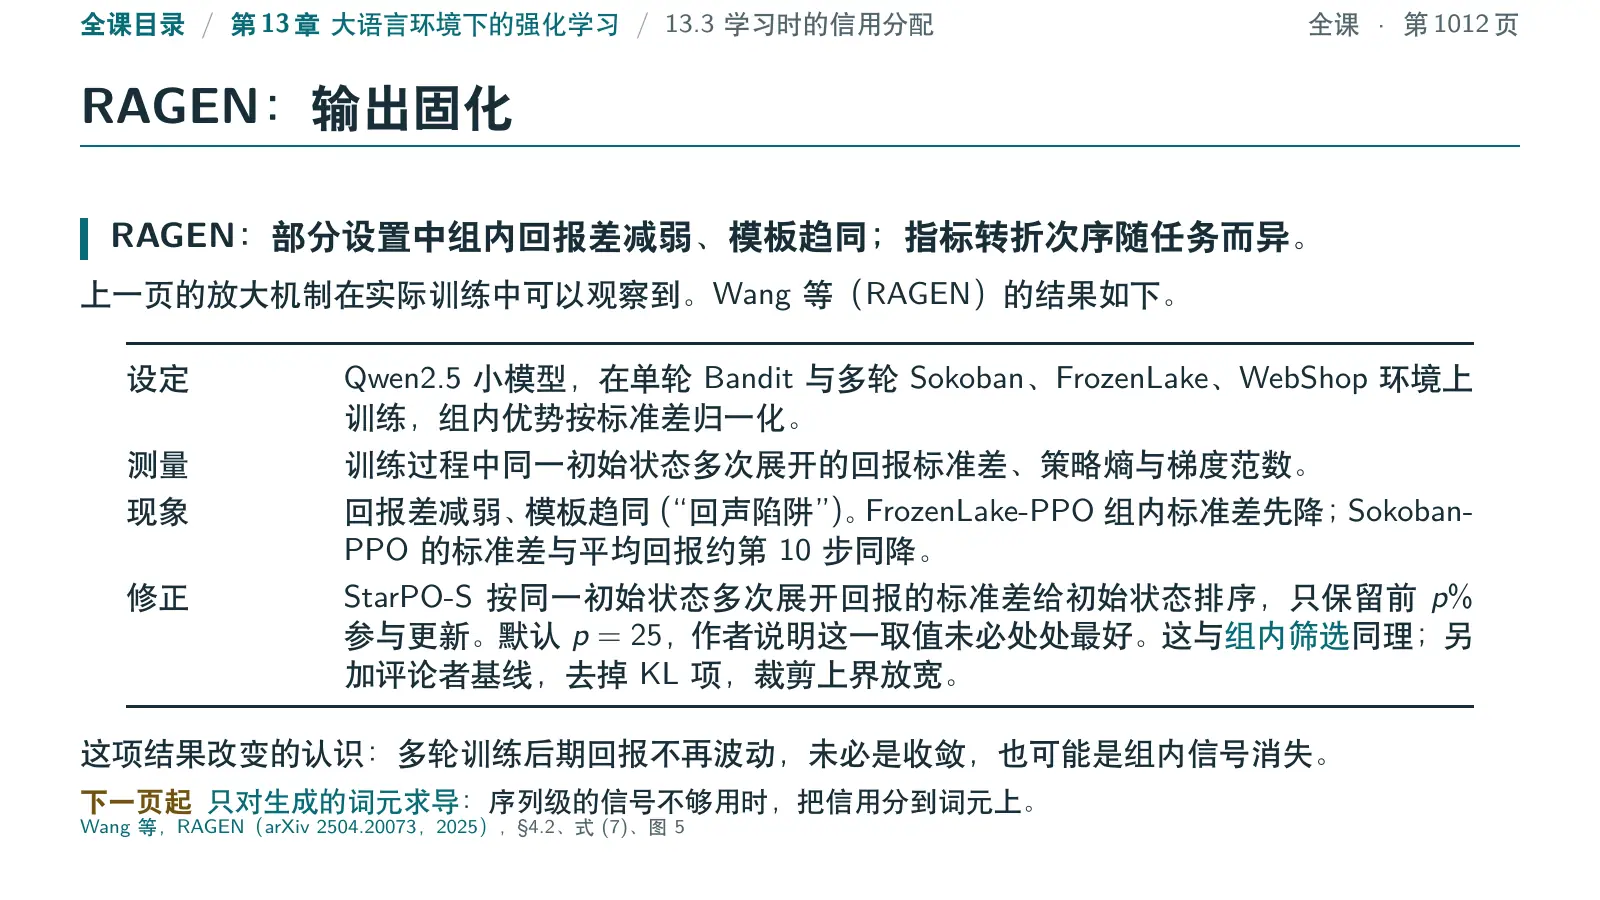 全课目录 / 第13章 大语言环境下的强化学习 / 13.3 学习时的信用分配
全课 · 第1012页
RAGEN：输出固化
RAGEN：部分设置中组内回报差减弱、模板趋同；指标转折次序随任务而异。
上一页的放大机制在实际训练中可以观察到。Wang 等（RAGEN）的结果如下。
设定 Qwen2.5 小模型，在单轮 Bandit 与多轮 Sokoban、FrozenLake、WebShop 环境上
训练，组内优势按标准差归一化。
测量 训练过程中同一初始状态多次展开的回报标准差、策略熵与梯度范数。
现象 回报差减弱、模板趋同（“回声陷阱”）。FrozenLake-PPO 组内标准差先降；Sokoban-
PPO 的标准差与平均回报约第 10 步同降。
修正 StarPO-S 按同一初始状态多次展开回报的标准差给初始状态排序，只保留前 p%
参与更新。默认 p = 25，作者说明这一取值未必处处最好。这与组内筛选同理；另
加评论者基线，去掉 KL 项，裁剪上界放宽。
这项结果改变的认识：多轮训练后期回报不再波动，未必是收敛，也可能是组内信号消失。
下一页起 只对生成的词元求导：序列级的信号不够用时，把信用分到词元上。
Wang 等，RAGEN（arXiv 2504.20073，2025），§4.2、式 (7)、图 5